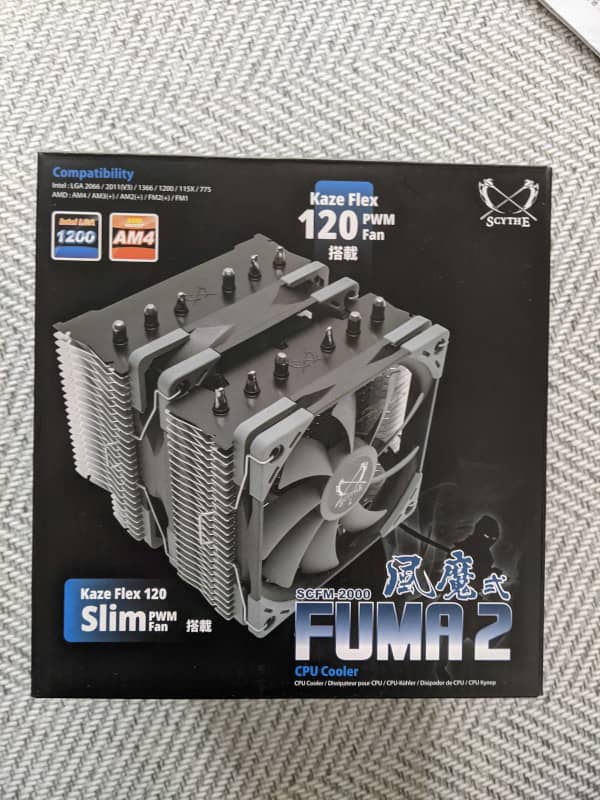 Compatibility
Intel : LGA 2066 / 2011(V3) / 1366 / 1200 / 115X / 775
AMD : AM4 / AM3(+) / AM2(+) / FM2(+) / FM1
Intel LGA
1200
AM4
Kaze Flex
120 PWM Fan
搭載
SCYTHE
Kaze Flex 120
Slim PWM Fan 搭載
風魔 弐
SCFM-2000
FUMA 2
CPU Cooler
CPU Cooler / Dissipateur pour CPU / CPU-Kühler / Disipador de CPU / CPU Кулер